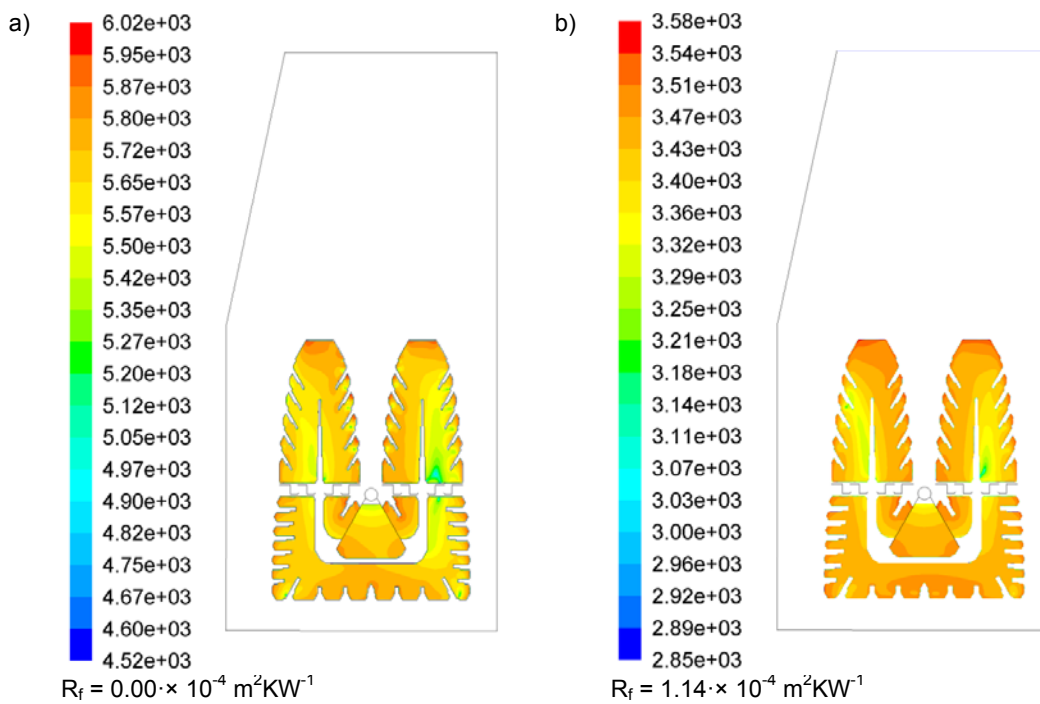 a)
6.02e+03
5.95e+03
5.87e+03
5.80e+03
5.72e+03
5.65e+03
5.57e+03
5.50e+03
5.42e+03
5.35e+03
5.27e+03
5.20e+03
5.12e+03
5.05e+03
4.97e+03
4.90e+03
4.82e+03
4.75e+03
4.67e+03
4.60e+03
4.52e+03
R_f = 0.00·× 10⁻⁴ m²KW⁻¹
b)
3.58e+03
3.54e+03
3.51e+03
3.47e+03
3.43e+03
3.40e+03
3.36e+03
3.32e+03
3.29e+03
3.25e+03
3.21e+03
3.18e+03
3.14e+03
3.11e+03
3.07e+03
3.03e+03
3.00e+03
2.96e+03
2.92e+03
2.89e+03
2.85e+03
R_f = 1.14·× 10⁻⁴ m²KW⁻¹